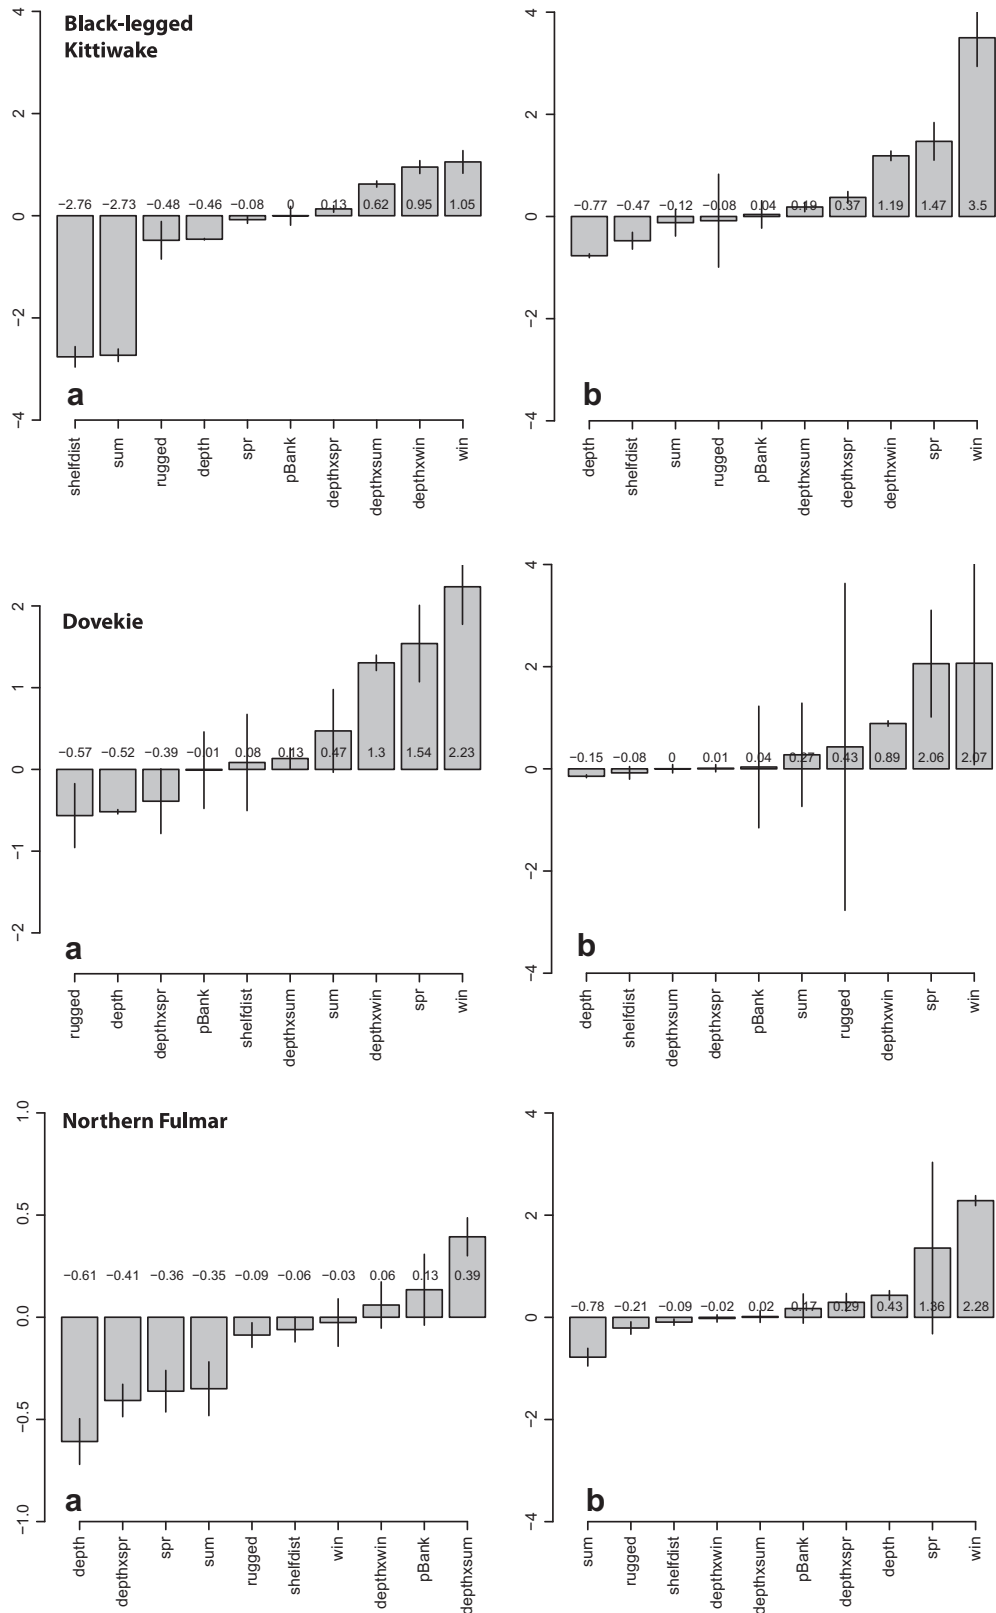 Black-legged
Kittiwake
4
2
0
−2
−4
−2.76 −2.73 −0.48 −0.46 −0.08 0 0.13 0.62 0.95 1.05
a
shelfdist sum rugged depth spr pBank depthxspr depthxsum depthxwin win
4
2
0
−2
−4
−0.77 −0.47 −0.12 −0.08 0.04 0.19 0.37 1.19 1.47 3.5
b
depth shelfdist sum rugged pBank depthxsum depthxspr depthxwin spr win
Dovekie
2
1
0
−1
−2
−0.57 −0.52 −0.39 −0.01 0.08 0.13 0.47 1.3 1.54 2.23
a
rugged depth depthxspr pBank shelfdist depthxsum sum depthxwin spr win
4
2
0
−2
−4
−0.15 −0.08 0 0.01 0.04 0.27 0.43 0.89 2.06 2.07
b
depth shelfdist depthxsum depthxspr pBank sum rugged depthxwin spr win
Northern Fulmar
1.0
0.5
0.0
−0.5
−1.0
−0.61 −0.41 −0.36 −0.35 −0.09 −0.06 −0.03 0.06 0.13 0.39
a
depth depthxspr spr sum rugged shelfdist win depthxwin pBank depthxsum
4
2
0
−2
−4
−0.78 −0.21 −0.09 −0.02 0.02 0.17 0.29 0.43 1.36 2.28
b
sum rugged shelfdist depthxwin depthxsum pBank depthxspr depth spr win